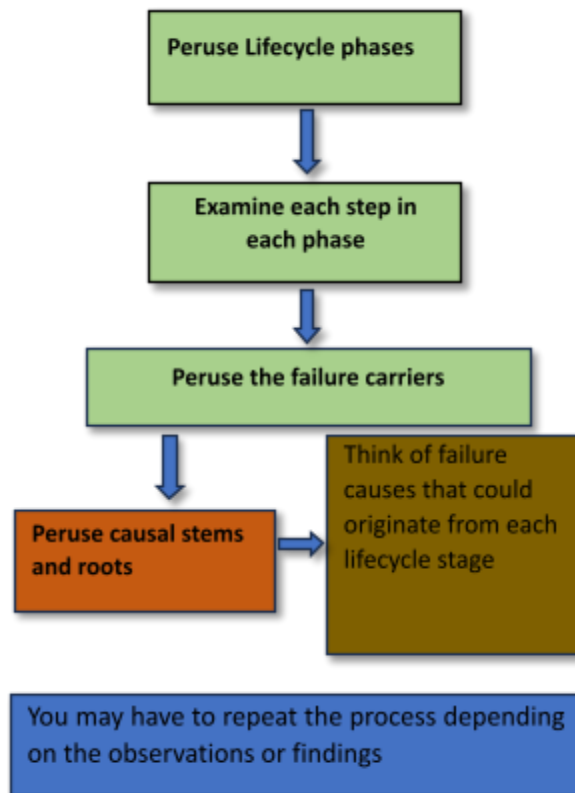 Peruse Lifecycle phases
Examine each step in
each phase
Peruse the failure carriers
Peruse causal stems
and roots
Think of failure
causes that could
originate from each
lifecycle stage
You may have to repeat the process depending
on the observations or findings